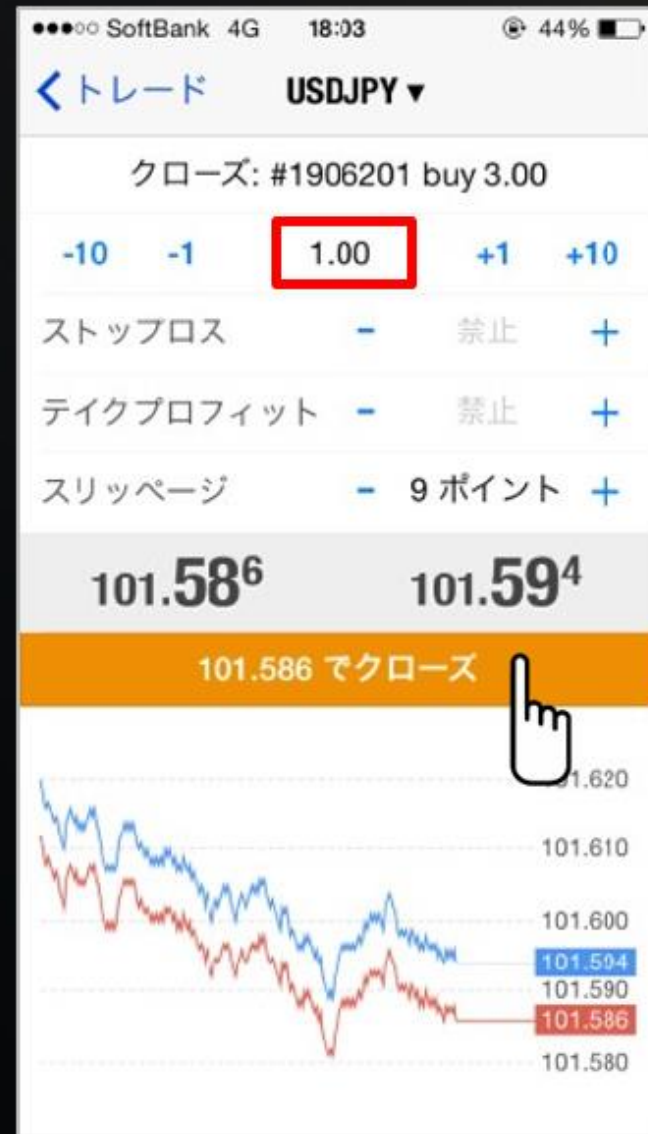 SoftBank 4G 18:03 44%
トレード USDJPY ▼
クローズ: #1906201 buy 3.00
-10 -1 1.00 +1 +10
ストップロス - 禁止 +
テイクプロフィット - 禁止 +
スリッページ - 9 ポイント +
101.586 101.594
101.586 でクローズ
101.610
101.600
101.594
101.590
101.586
101.580